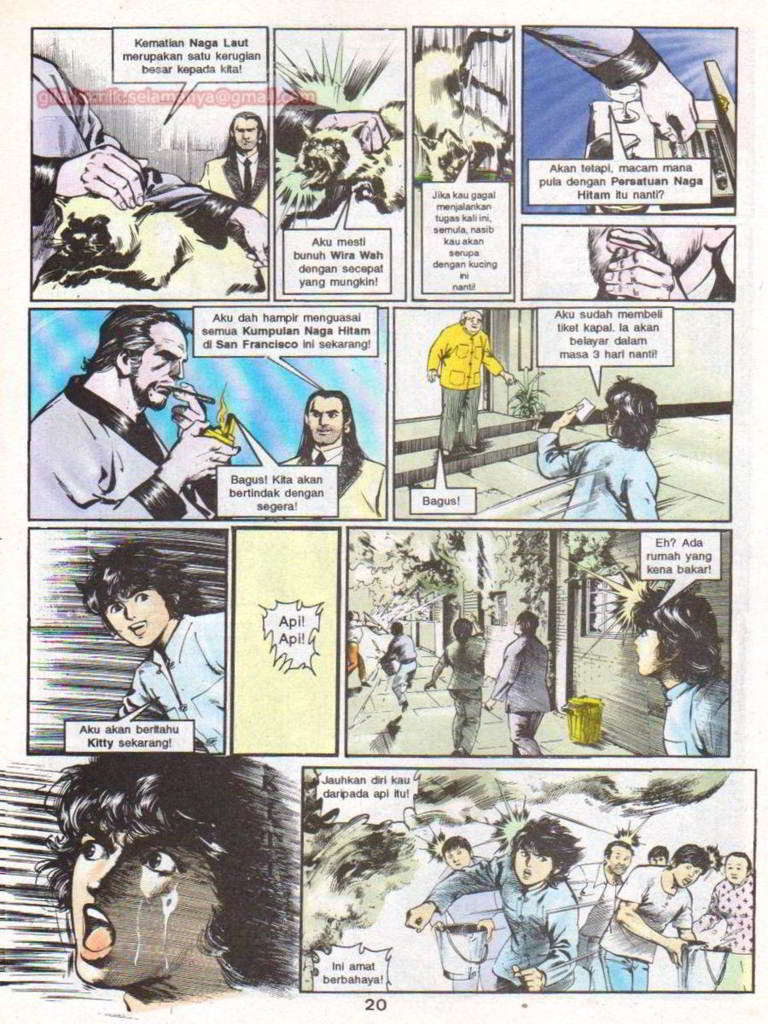 Kematian Naga Laut
merupakan satu kerugian
besar kepada kita!
Aku mesti
bunuh Wira Wah
dengan secepat
yang mungkin!
Jika kau gagal
menjalankan
tugas kali ini,
semula, nasib
kau akan
serupa
dengan kucing
ini
nanti!
Akan tetapi, macam mana
pula dengan Persatuan Naga
Hitam itu nanti?
Aku dah hampir menguasai
semua Kumpulan Naga Hitam
di San Francisco ini sekarang!
Bagus! Kita akan
bertindak dengan
segera!
Aku sudah membeli
tiket kapal. Ia akan
belayar dalam
masa 3 hari nanti!
Bagus!
Aku akan beritahu
Kitty sekarang!
Api!
Api!
Eh? Ada
rumah yang
kena bakar!
Jauhkan diri kau
daripada api itu!
Ini amat
berbahaya!
20